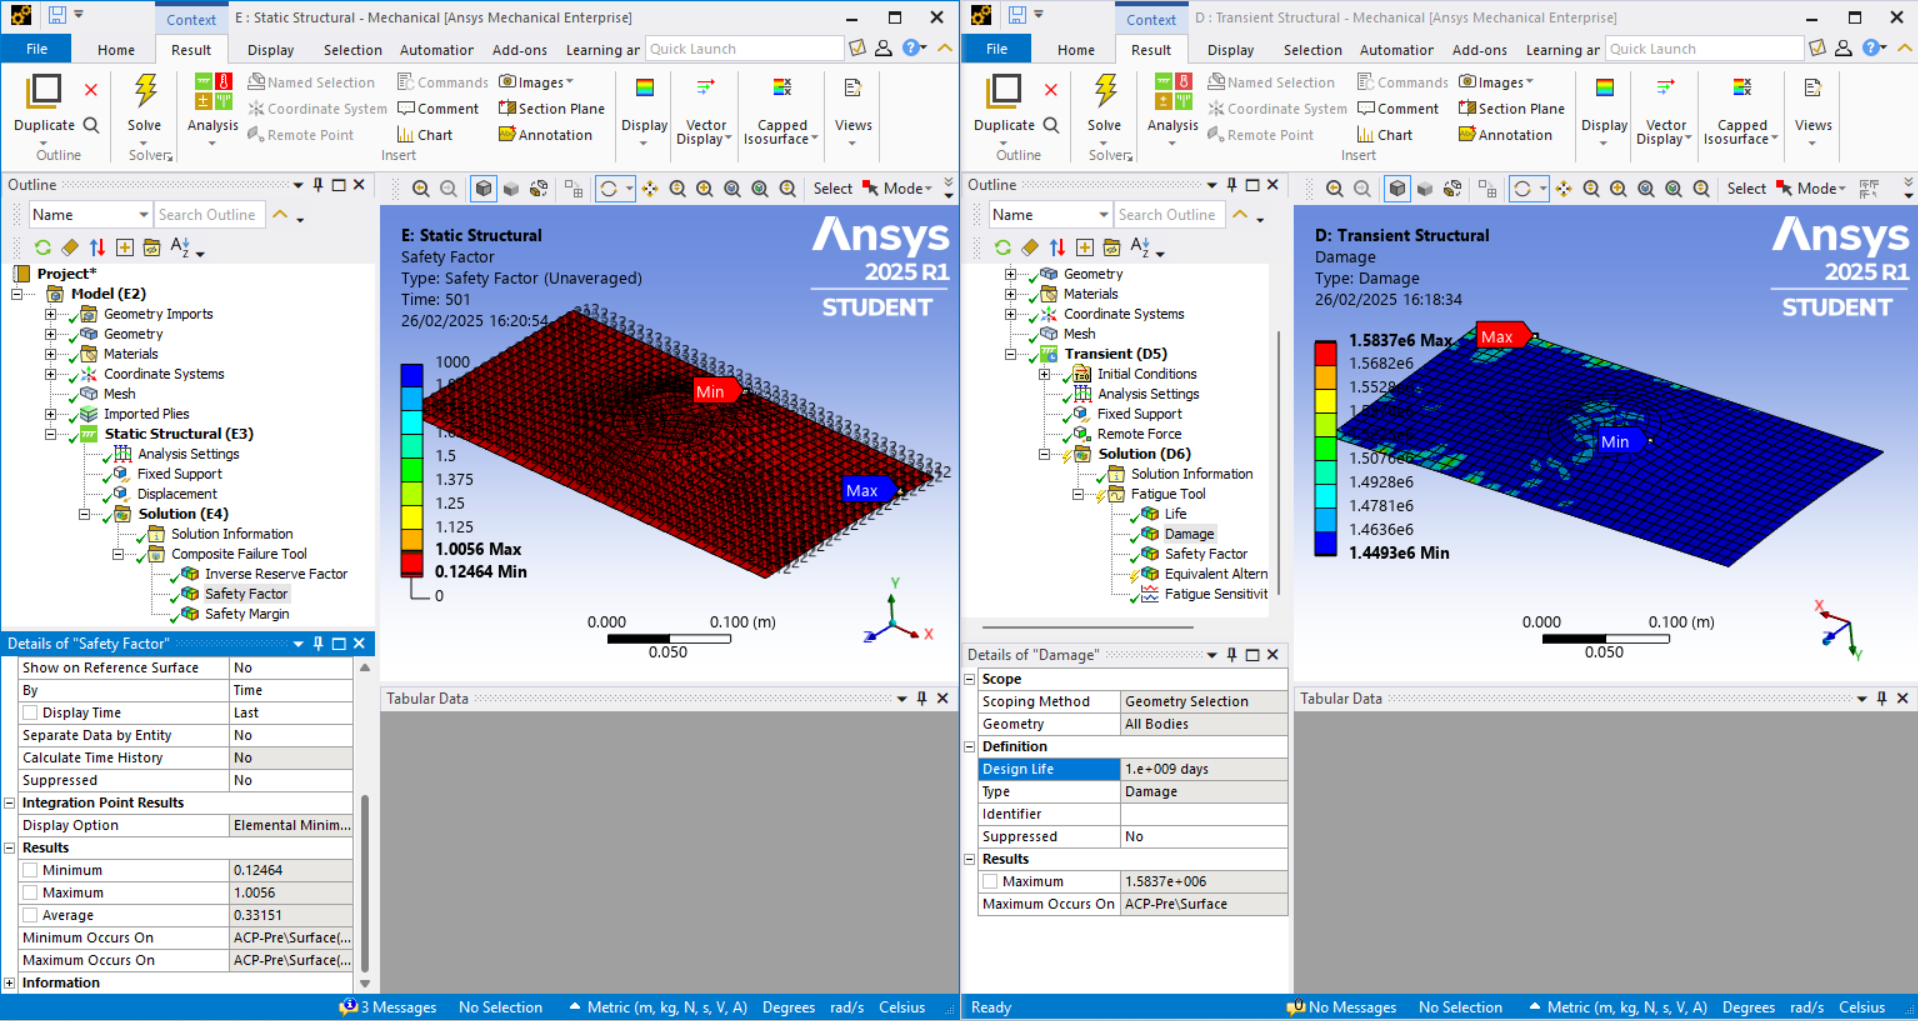 Context
E : Static Structural - Mechanical [Ansys Mechanical Enterprise]
File
Home
Result
Display
Selection
Automation
Add-ons
Learning ar
Quick Launch
Duplicate
Outline
Solve
Solver
Analysis
Named Selection
Coordinate System
Remote Point
Commands
Comment
Chart
Images
Section Plane
Annotation
Insert
Display
Vector
Display
Capped
Isosurface
Views
Outline
Name
Search Outline
Project*
Model (E2)
Geometry Imports
Geometry
Materials
Coordinate Systems
Mesh
Imported Plies
Static Structural (E3)
Analysis Settings
Fixed Support
Displacement
Solution (E4)
Solution Information
Composite Failure Tool
Inverse Reserve Factor
Safety Factor
Safety Margin
Details of "Safety Factor"
Show on Reference Surface No
By Time
Display Time Last
Separate Data by Entity No
Calculate Time History No
Suppressed No
Integration Point Results
Display Option Elemental Minim...
Results
Minimum 0.12464
Maximum 1.0056
Average 0.33151
Minimum Occurs On ACP-Pre\Surface(...
Maximum Occurs On ACP-Pre\Surface(...
Information
Select
Mode
E: Static Structural
Safety Factor
Type: Safety Factor (Unaveraged)
Time: 501
26/02/2025 16:20:54
Ansys
2025 R1
STUDENT
1000
1.5
1.375
1.25
1.125
1.0056 Max
0.12464 Min
0
Min
Max
0.000
0.100 (m)
0.050
Y
X
Z
Tabular Data
3 Messages
No Selection
Metric (m, kg, N, s, V, A)
Degrees
rad/s
Celsius
Context
D : Transient Structural - Mechanical [Ansys Mechanical Enterprise]
File
Home
Result
Display
Selection
Automation
Add-ons
Learning ar
Quick Launch
Duplicate
Outline
Solve
Solver
Analysis
Named Selection
Coordinate System
Remote Point
Commands
Comment
Chart
Images
Section Plane
Annotation
Insert
Display
Vector
Display
Capped
Isosurface
Views
Outline
Name
Search Outline
Geometry
Materials
Coordinate Systems
Mesh
Transient (D5)
Initial Conditions
Analysis Settings
Fixed Support
Remote Force
Solution (D6)
Solution Information
Fatigue Tool
Life
Damage
Safety Factor
Equivalent Altern
Fatigue Sensitivit
Details of "Damage"
Scope
Scoping Method Geometry Selection
Geometry All Bodies
Definition
Design Life 1.e+009 days
Type Damage
Identifier
Suppressed No
Results
Maximum 1.5837e+006
Maximum Occurs On ACP-Pre\Surface
Select
Mode
D: Transient Structural
Damage
Type: Damage
26/02/2025 16:18:34
Ansys
2025 R1
STUDENT
1.5837e6 Max
1.5682e6
1.5528e6
1.5076e6
1.4928e6
1.4781e6
1.4636e6
1.4493e6 Min
Max
Min
0.000
0.100 (m)
0.050
X
Z
Y
Tabular Data
Ready
No Messages
No Selection
Metric (m, kg, N, s, V, A)
Degrees
rad/s
Celsius